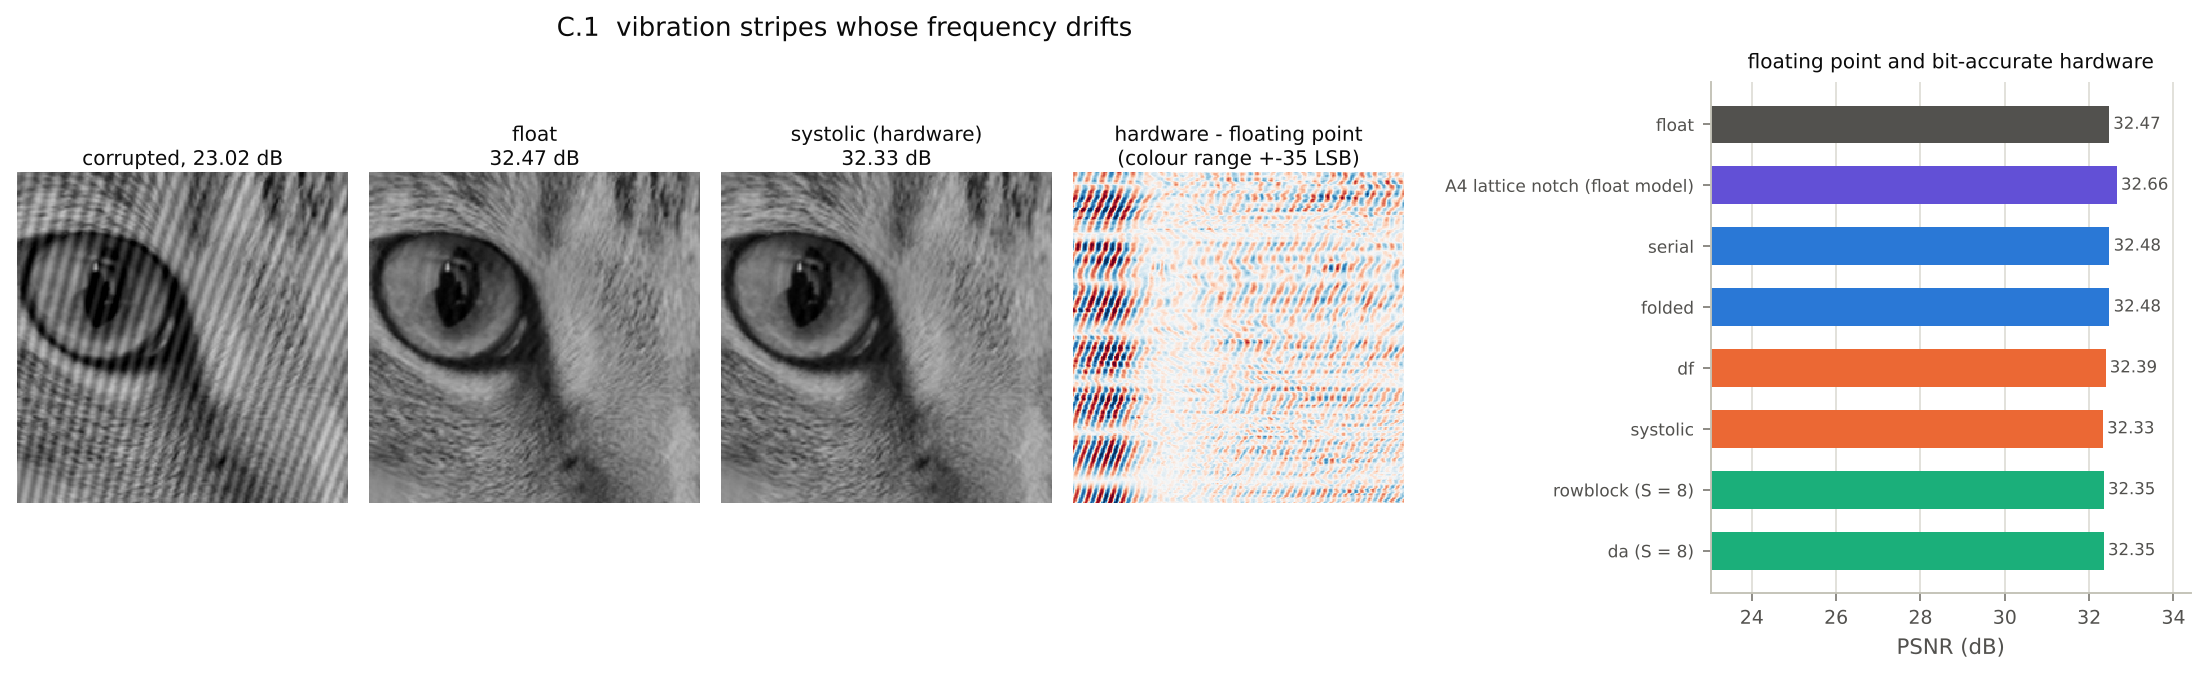 C.1  vibration stripes whose frequency drifts
corrupted, 23.02 dB
float
32.47 dB
systolic (hardware)
32.33 dB
hardware - floating point
(colour range +-35 LSB)
floating point and bit-accurate hardware
float
32.47
A4 lattice notch (float model)
32.66
serial
32.48
folded
32.48
df
32.39
systolic
32.33
rowblock (S = 8)
32.35
da (S = 8)
32.35
24 26 28 30 32 34
PSNR (dB)